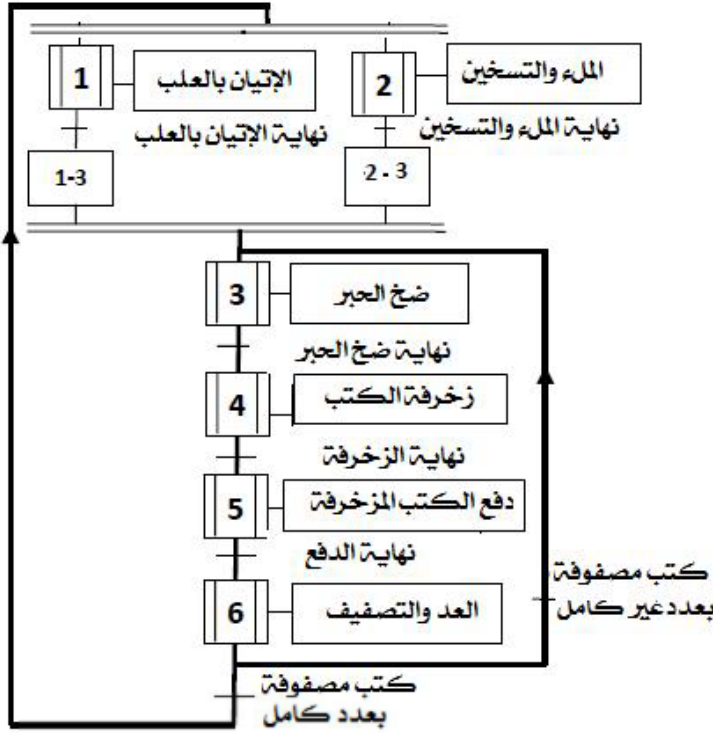 1
الإتيان بالعلب
2
الملء والتسخين
نهاية الإتيان بالعلب
نهاية الملء والتسخين
1-3
2 - 3
3
ضخ الحبر
نهاية ضخ الحبر
4
زخرفة الكتب
نهاية الزخرفة
5
دفع الكتب المزخرفة
نهاية الدفع
6
العد والتصفيف
كتب مصفوفة
بعدد غير كامل
كتب مصفوفة
بعدد كامل